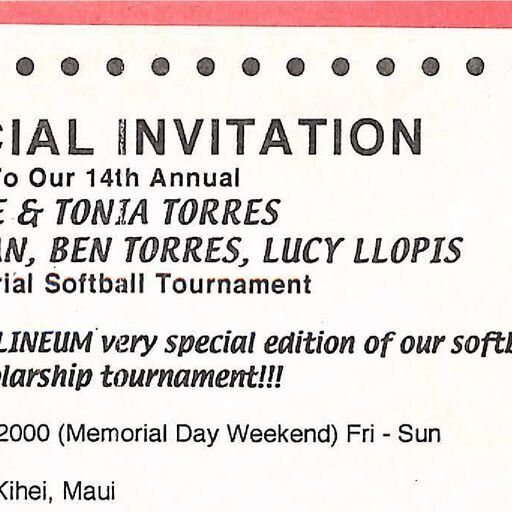 CIAL INVITATION
To Our 14th Annual
E & TONIA TORRES
AN, BEN TORRES, LUCY LLOPIS
rial Softball Tournament
LINEUM very special edition of our softb
larship tournament!!!
2000 (Memorial Day Weekend) Fri - Sun
Kihei, Maui